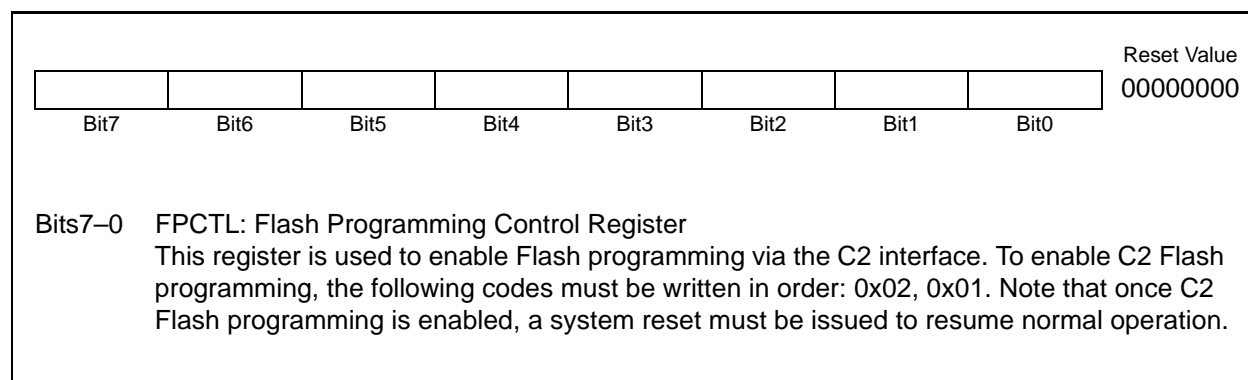 Reset Value
00000000
Bit7 Bit6 Bit5 Bit4 Bit3 Bit2 Bit1 Bit0
Bits7–0 FPCTL: Flash Programming Control Register
This register is used to enable Flash programming via the C2 interface. To enable C2 Flash
programming, the following codes must be written in order: 0x02, 0x01. Note that once C2
Flash programming is enabled, a system reset must be issued to resume normal operation.